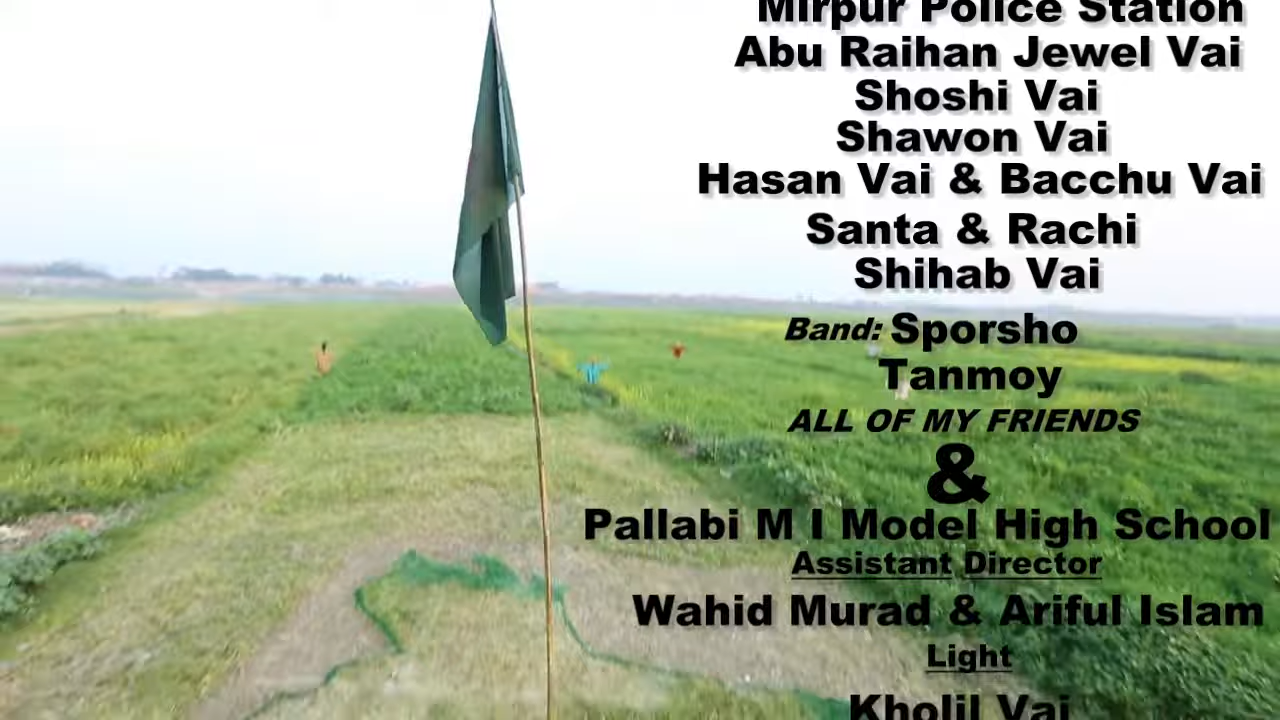 Mirpur Police Station
Abu Raihan Jewel Vai
Shoshi Vai
Shawon Vai
Hasan Vai & Bacchu Vai
Santa & Rachi
Shihab Vai
Band: Sporsho
Tanmoy
ALL OF MY FRIENDS
&
Pallabi M I Model High School
Assistant Director
Wahid Murad & Ariful Islam
Light
Kholil Vai